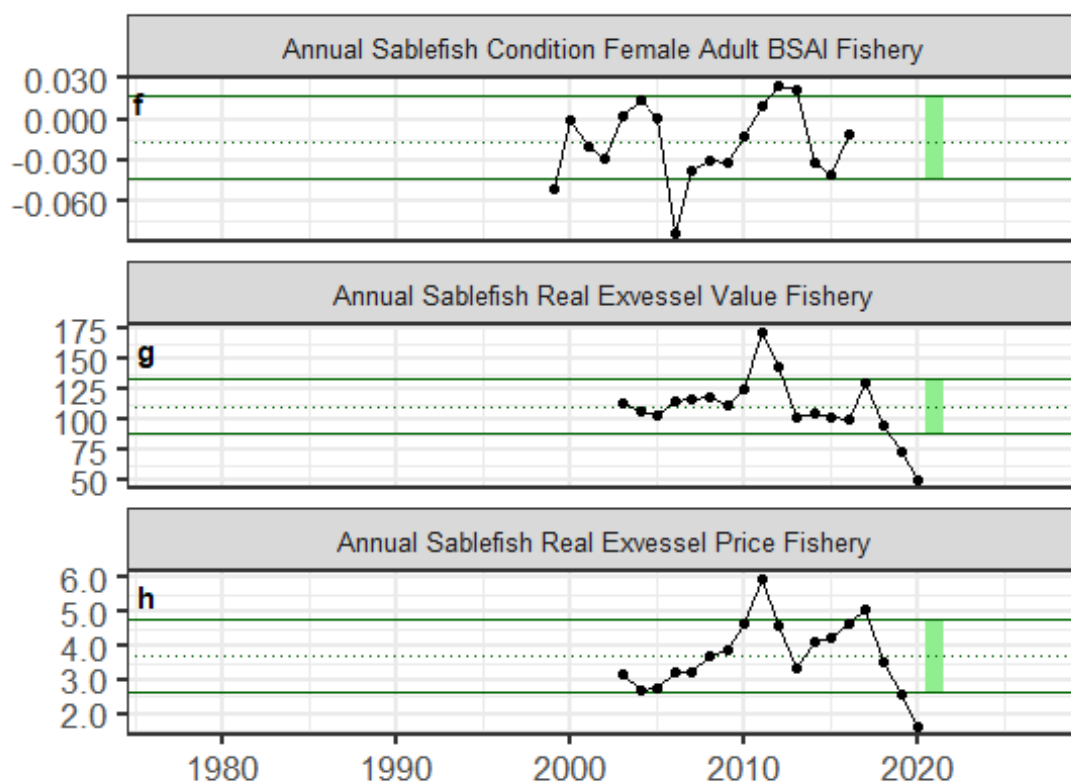 Annual Sablefish Condition Female Adult BSAI Fishery
f
0.030
0.000
-0.030
-0.060
Annual Sablefish Real Exvessel Value Fishery
g
175
150
125
100
75
50
Annual Sablefish Real Exvessel Price Fishery
h
6.0
5.0
4.0
3.0
2.0
1980 1990 2000 2010 2020